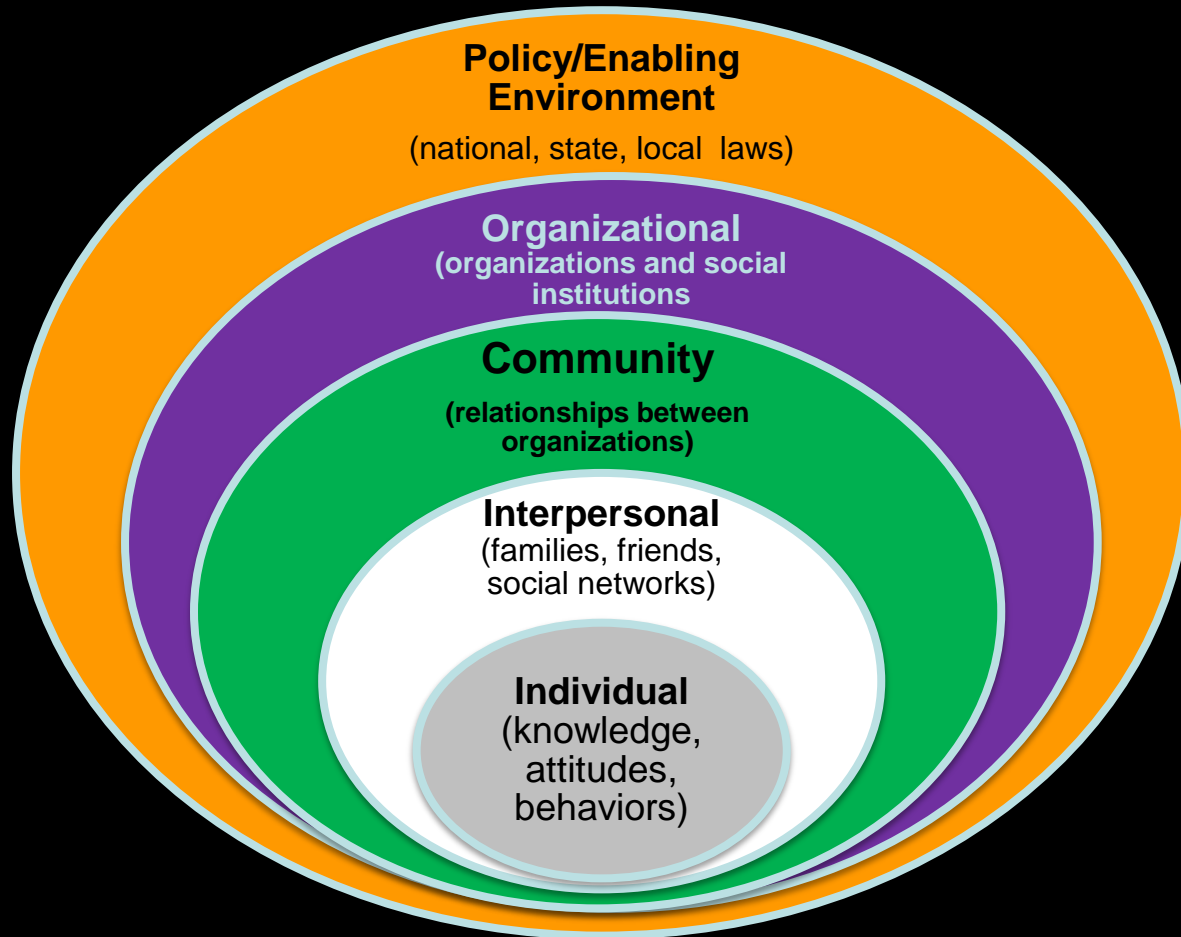 Policy/Enabling
Environment
(national, state, local  laws)
Organizational
(organizations and social
institutions
Community
(relationships between
organizations)
Interpersonal
(families, friends,
social networks)
Individual
(knowledge,
attitudes,
behaviors)